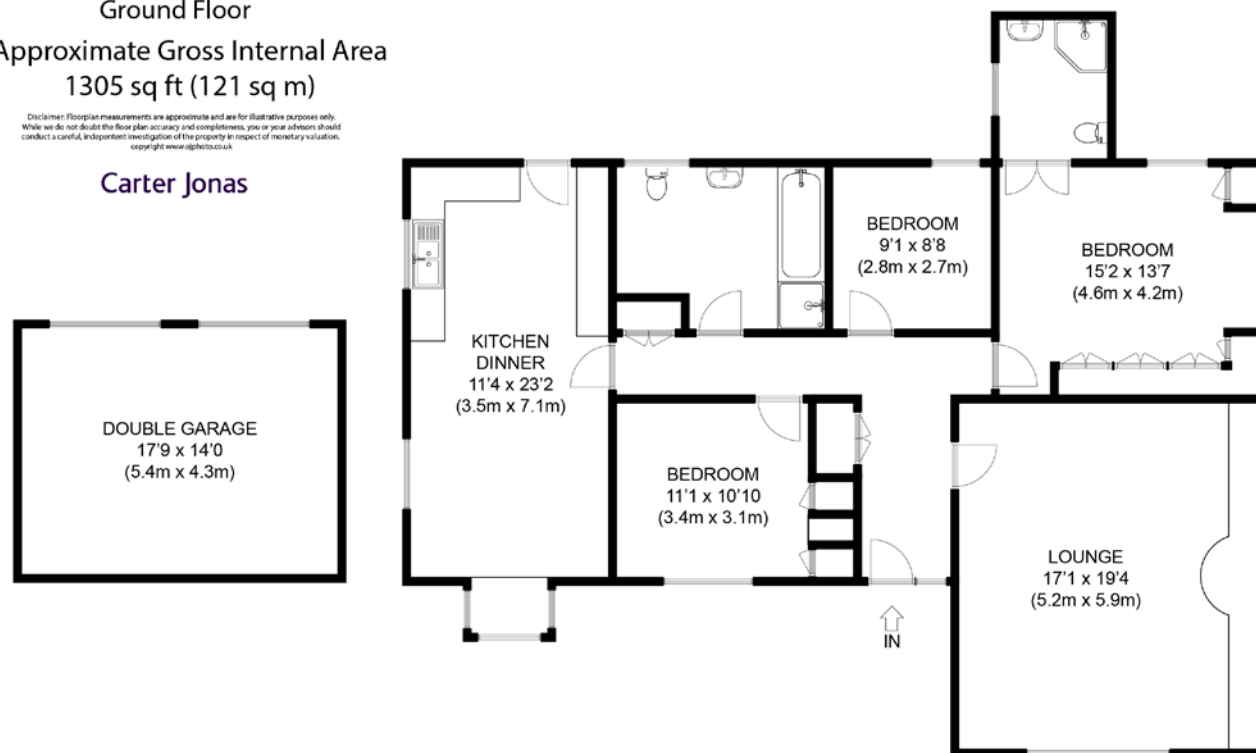 Ground Floor
Approximate Gross Internal Area
1305 sq ft (121 sq m)
Disclaimer: Floorplan measurements are approximate and are for illustrative purposes only.
While we do not doubt the floor plan accuracy and completeness, you or your advisors should
conduct a careful, independent investigation of the property in respect of monetary valuation.
copyright www.ojphoto.co.uk
Carter Jonas
BEDROOM
9'1 x 8'8
(2.8m x 2.7m)
BEDROOM
15'2 x 13'7
(4.6m x 4.2m)
KITCHEN
DINNER
11'4 x 23'2
(3.5m x 7.1m)
DOUBLE GARAGE
17'9 x 14'0
(5.4m x 4.3m)
BEDROOM
11'1 x 10'10
(3.4m x 3.1m)
LOUNGE
17'1 x 19'4
(5.2m x 5.9m)
IN